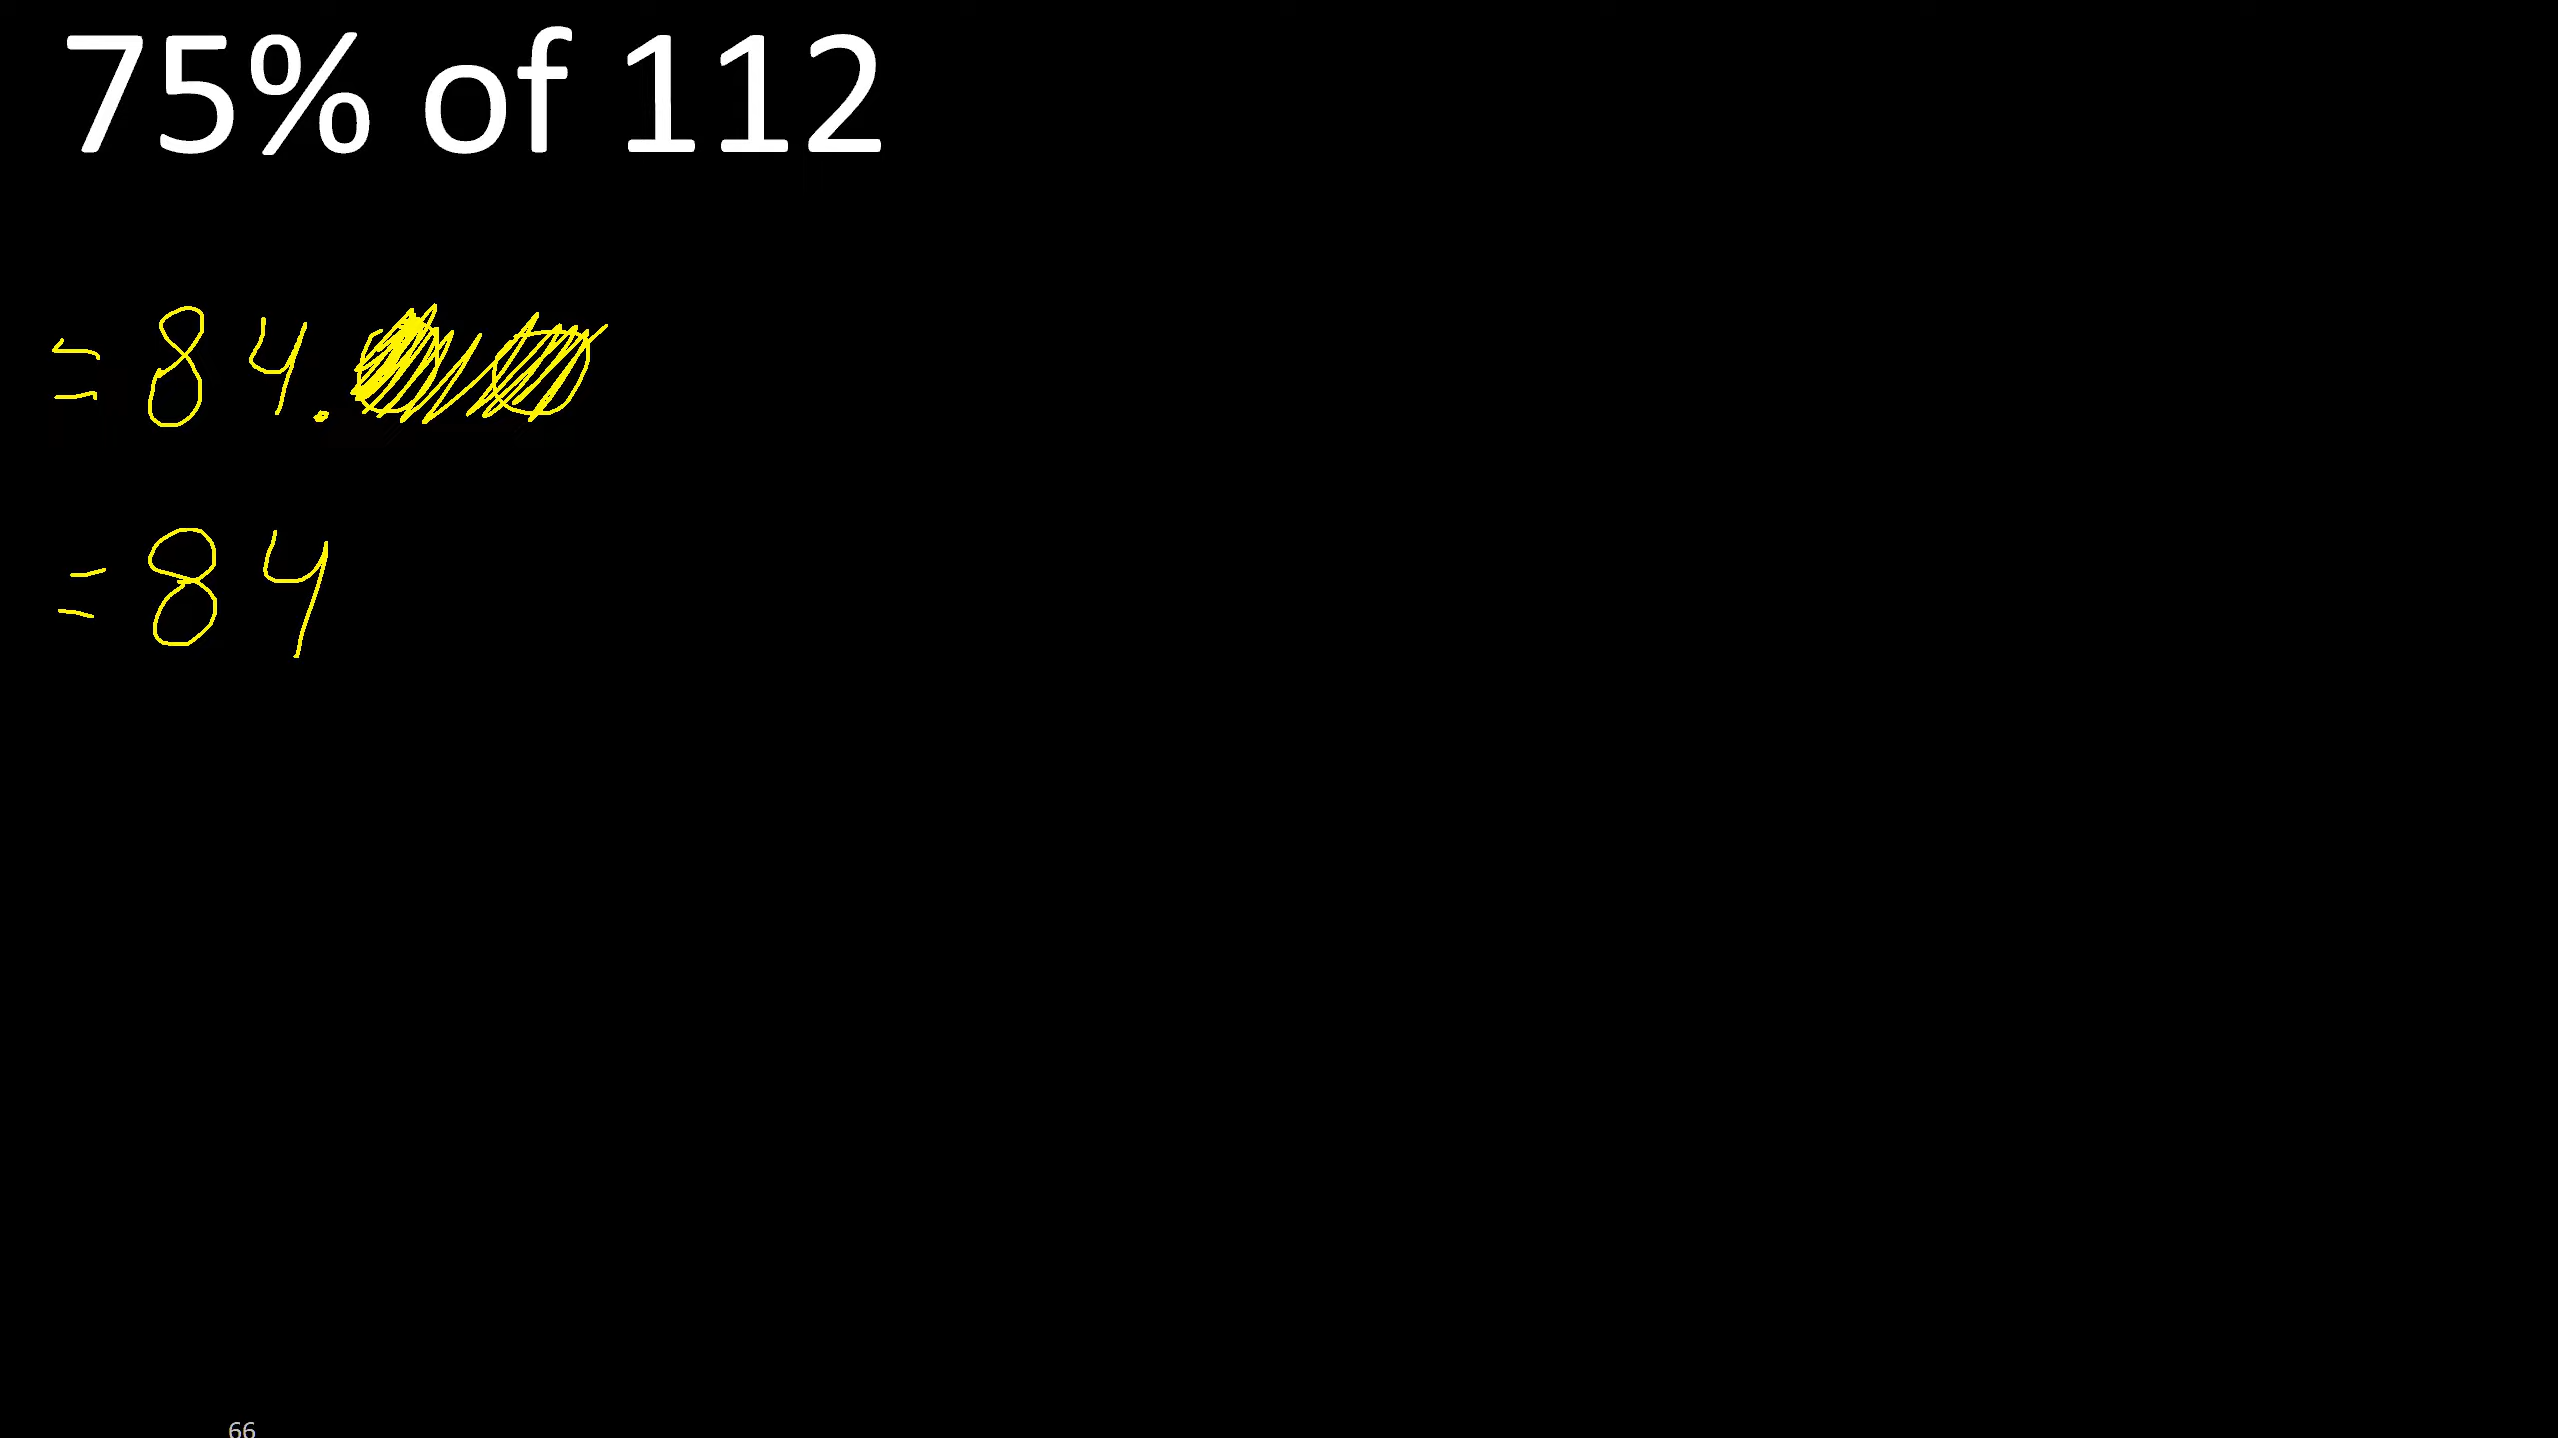 75% of 112
= 84.
= 84
66